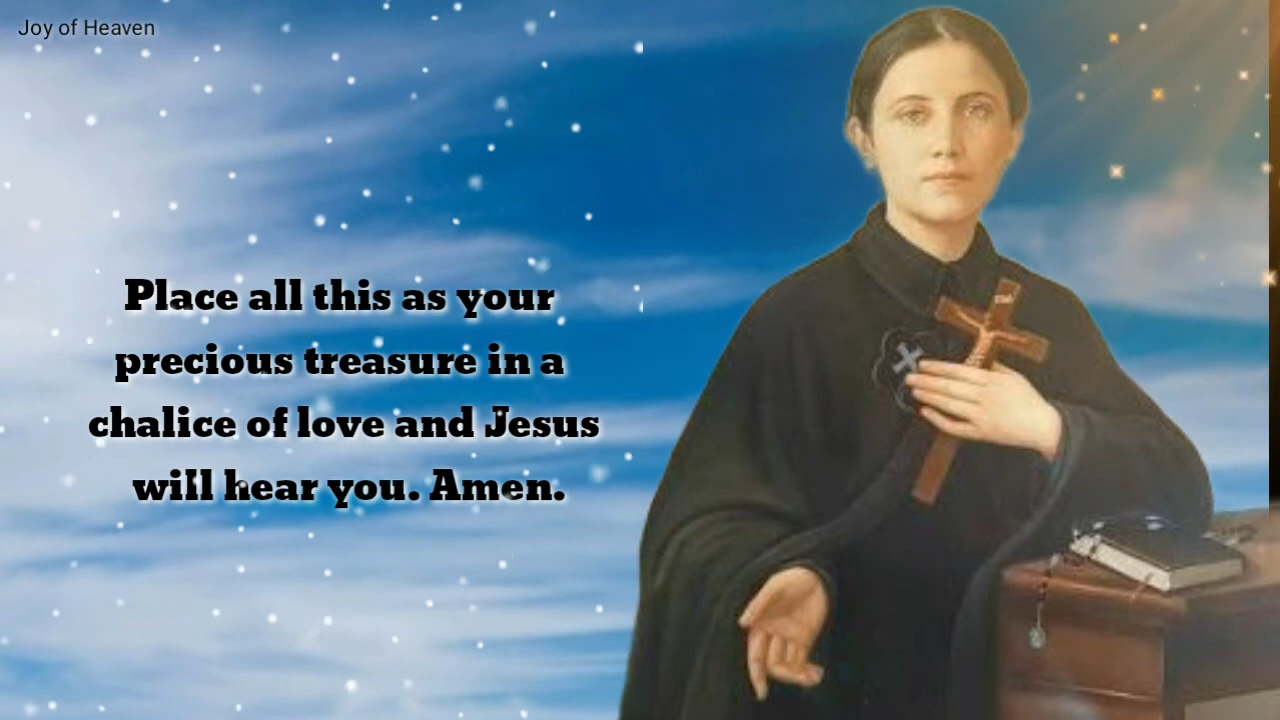 Joy of Heaven
Place all this as your
precious treasure in a
chalice of love and Jesus
will hear you. Amen.